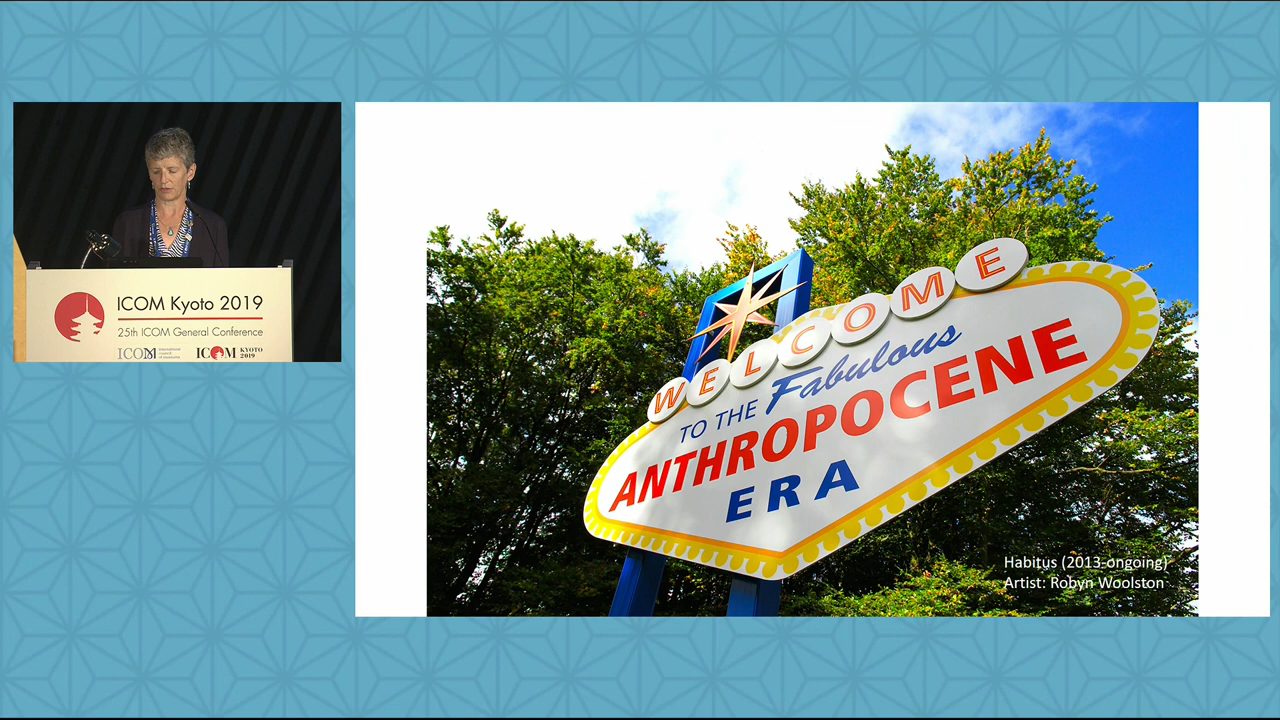 ICOM Kyoto 2019
25th ICOM General Conference
ICOM international council of museums
ICOM KYOTO 2019
WELCOME
TO THE Fabulous
ANTHROPOCENE
ERA
Habitus (2013-ongoing)
Artist: Robyn Woolston